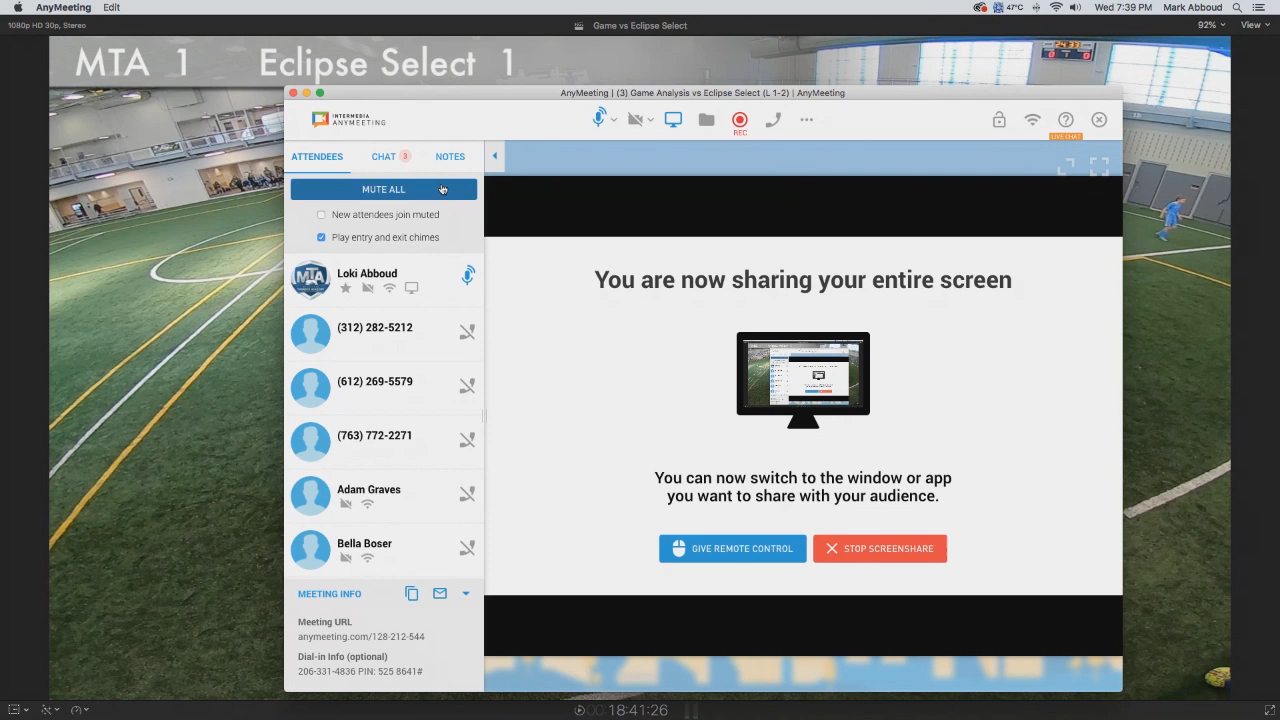 AnyMeeting Edit
47°C
Wed 7:39 PM Mark Abboud
1080p HD 30p, Stereo
Game vs Eclipse Select
92% View
MTA 1 Eclipse Select 1
24:33
AnyMeeting | (3) Game Analysis vs Eclipse Select (L 1-2) | AnyMeeting
INTERMEDIA
ANYMEETING
REC
LIVE CHAT
ATTENDEES CHAT 3 NOTES
MUTE ALL
New attendees join muted
Play entry and exit chimes
MTA
Loki Abboud
(312) 282-5212
(612) 269-5579
(763) 772-2271
Adam Graves
Bella Boser
MEETING INFO
Meeting URL
anymeeting.com/128-212-544
Dial-in Info (optional)
206-331-4836 PIN: 525 8641#
You are now sharing your entire screen
You can now switch to the window or app
you want to share with your audience.
GIVE REMOTE CONTROL
STOP SCREENSHARE
00:18:41:26